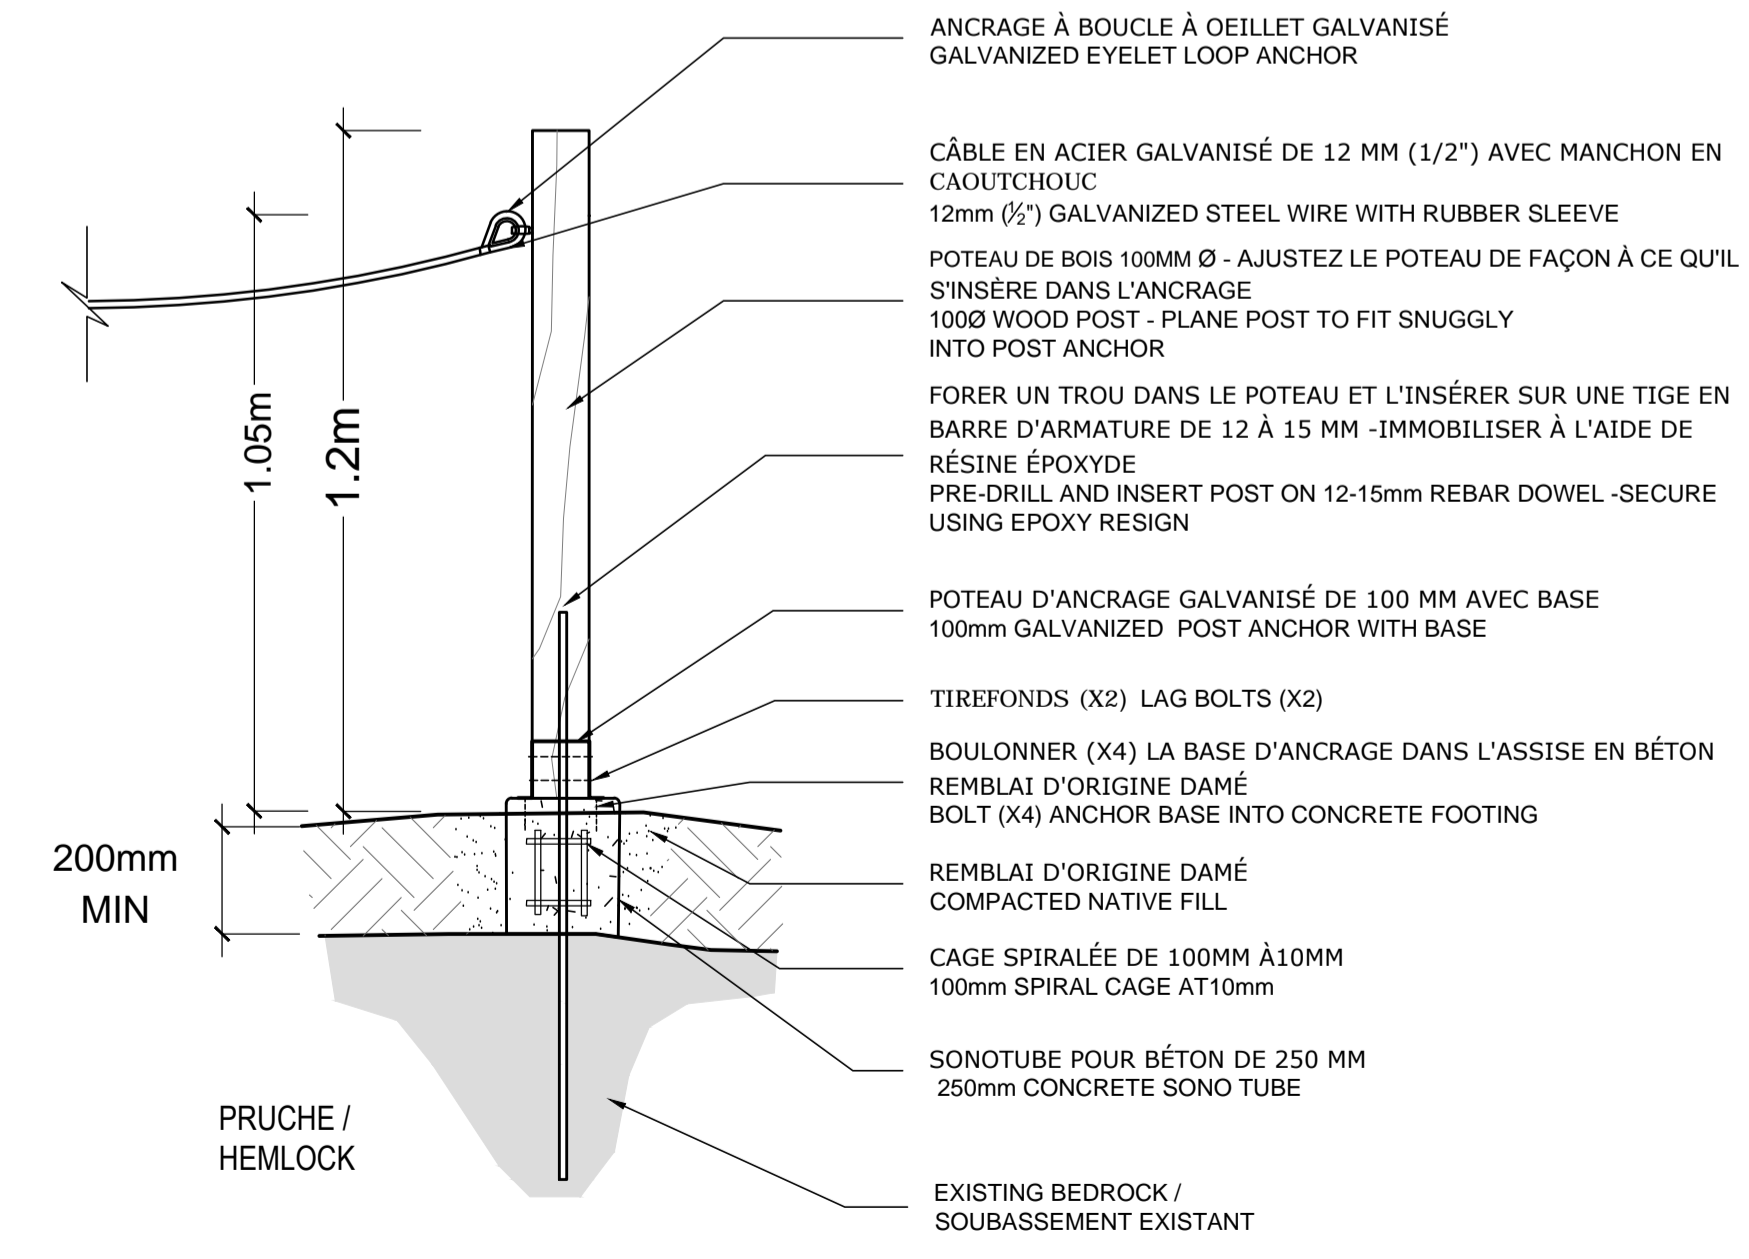 ANCRAGE À BOUCLE À OEILLET GALVANISÉ
GALVANIZED EYELET LOOP ANCHOR
CÂBLE EN ACIER GALVANISÉ DE 12 MM (1/2") AVEC MANCHON EN
CAOUTCHOUC
12mm (½") GALVANIZED STEEL WIRE WITH RUBBER SLEEVE
POTEAU DE BOIS 100MM Ø - AJUSTEZ LE POTEAU DE FAÇON À CE QU'IL
S'INSÈRE DANS L'ANCRAGE
100Ø WOOD POST - PLANE POST TO FIT SNUGGLY
INTO POST ANCHOR
FORER UN TROU DANS LE POTEAU ET L'INSÉRER SUR UNE TIGE EN
BARRE D'ARMATURE DE 12 À 15 MM -IMMOBILISER À L'AIDE DE
RÉSINE ÉPOXYDE
PRE-DRILL AND INSERT POST ON 12-15mm REBAR DOWEL -SECURE
USING EPOXY RESIGN
POTEAU D'ANCRAGE GALVANISÉ DE 100 MM AVEC BASE
100mm GALVANIZED POST ANCHOR WITH BASE
TIREFONDS (X2) LAG BOLTS (X2)
BOULONNER (X4) LA BASE D'ANCRAGE DANS L'ASSISE EN BÉTON
REMBLAI D'ORIGINE DAMÉ
BOLT (X4) ANCHOR BASE INTO CONCRETE FOOTING
REMBLAI D'ORIGINE DAMÉ
COMPACTED NATIVE FILL
CAGE SPIRALÉE DE 100MM À10MM
100mm SPIRAL CAGE AT10mm
SONOTUBE POUR BÉTON DE 250 MM
250mm CONCRETE SONO TUBE
EXISTING BEDROCK /
SOUBASSEMENT EXISTANT
1.05m
1.2m
200mm
MIN
PRUCHE /
HEMLOCK